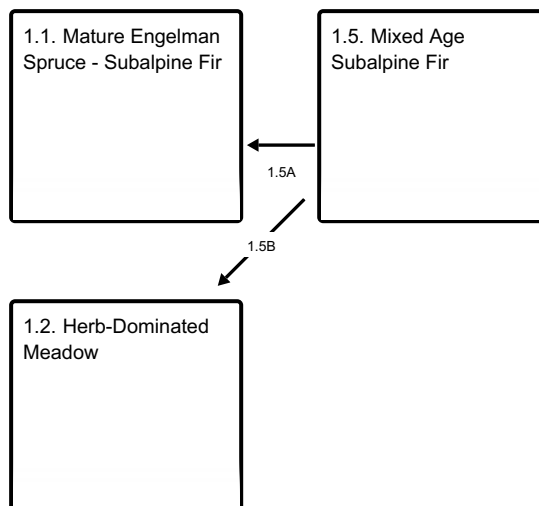 1.1. Mature Engelman
Spruce - Subalpine Fir
1.5. Mixed Age
Subalpine Fir
1.5A
1.5B
1.2. Herb-Dominated
Meadow